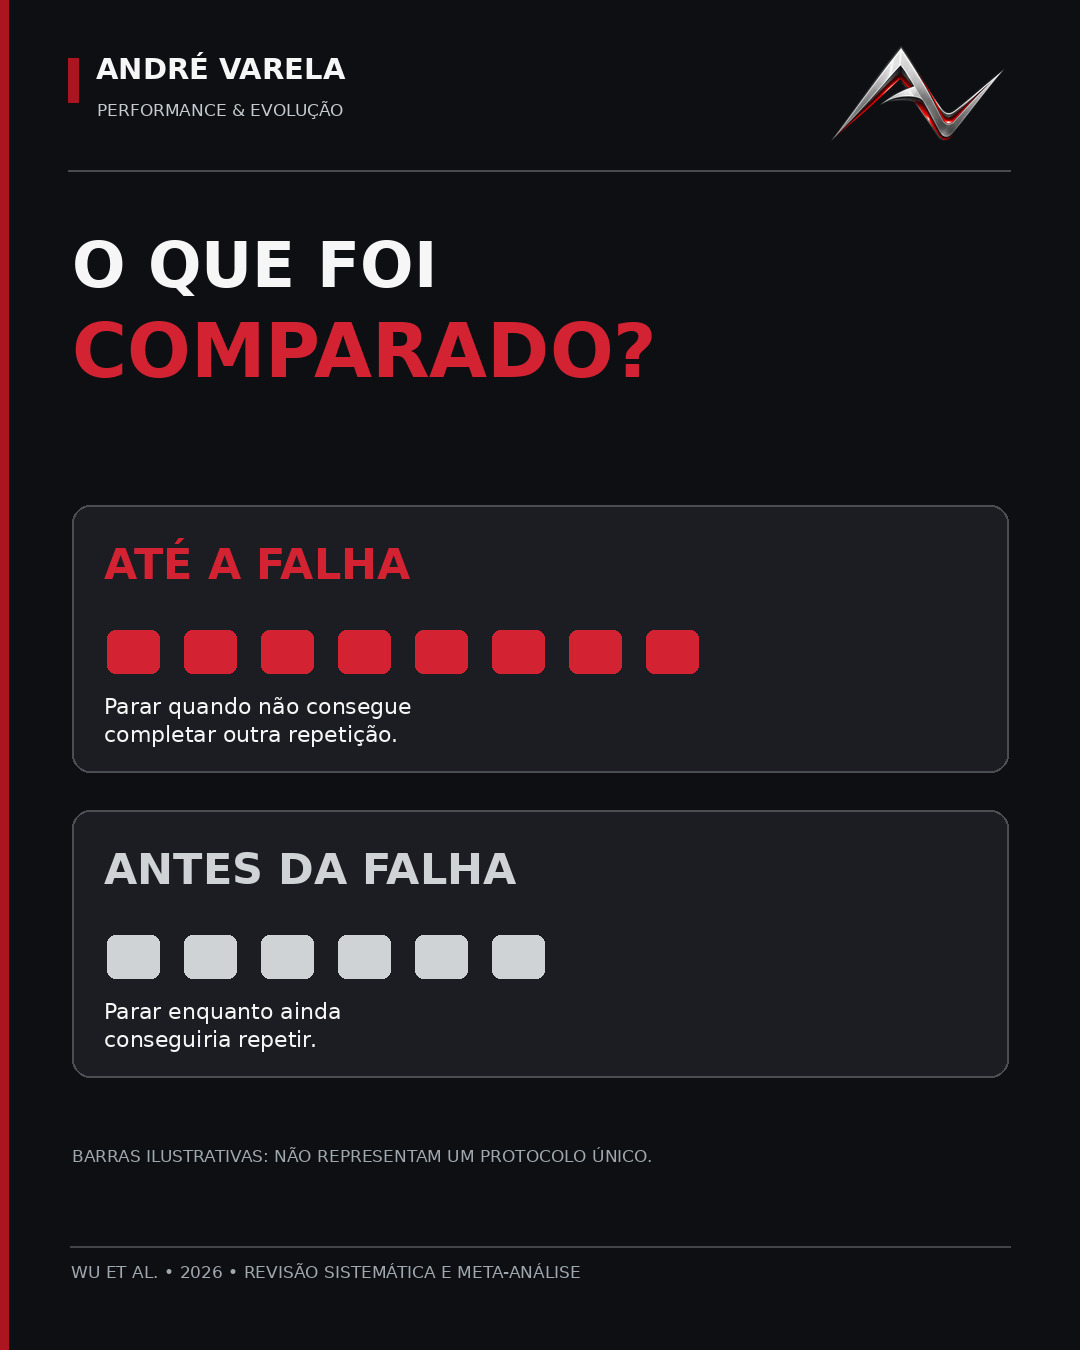 ANDRÉ VARELA
PERFORMANCE & EVOLUÇÃO
O QUE FOI
COMPARADO?
ATÉ A FALHA
Parar quando não consegue
completar outra repetição.
ANTES DA FALHA
Parar enquanto ainda
conseguiria repetir.
BARRAS ILUSTRATIVAS: NÃO REPRESENTAM UM PROTOCOLO ÚNICO.
WU ET AL. • 2026 • REVISÃO SISTEMÁTICA E META-ANÁLISE